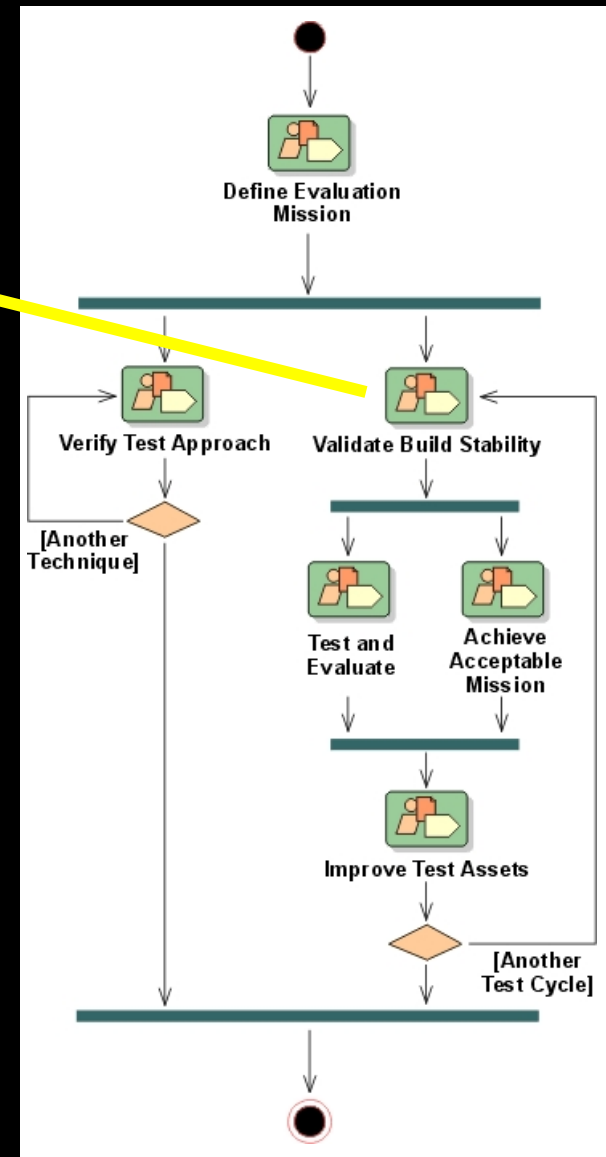 Define Evaluation
Mission
Verify Test Approach
Validate Build Stability
[Another
Technique]
Test and
Evaluate
Achieve
Acceptable
Mission
Improve Test Assets
[Another
Test Cycle]